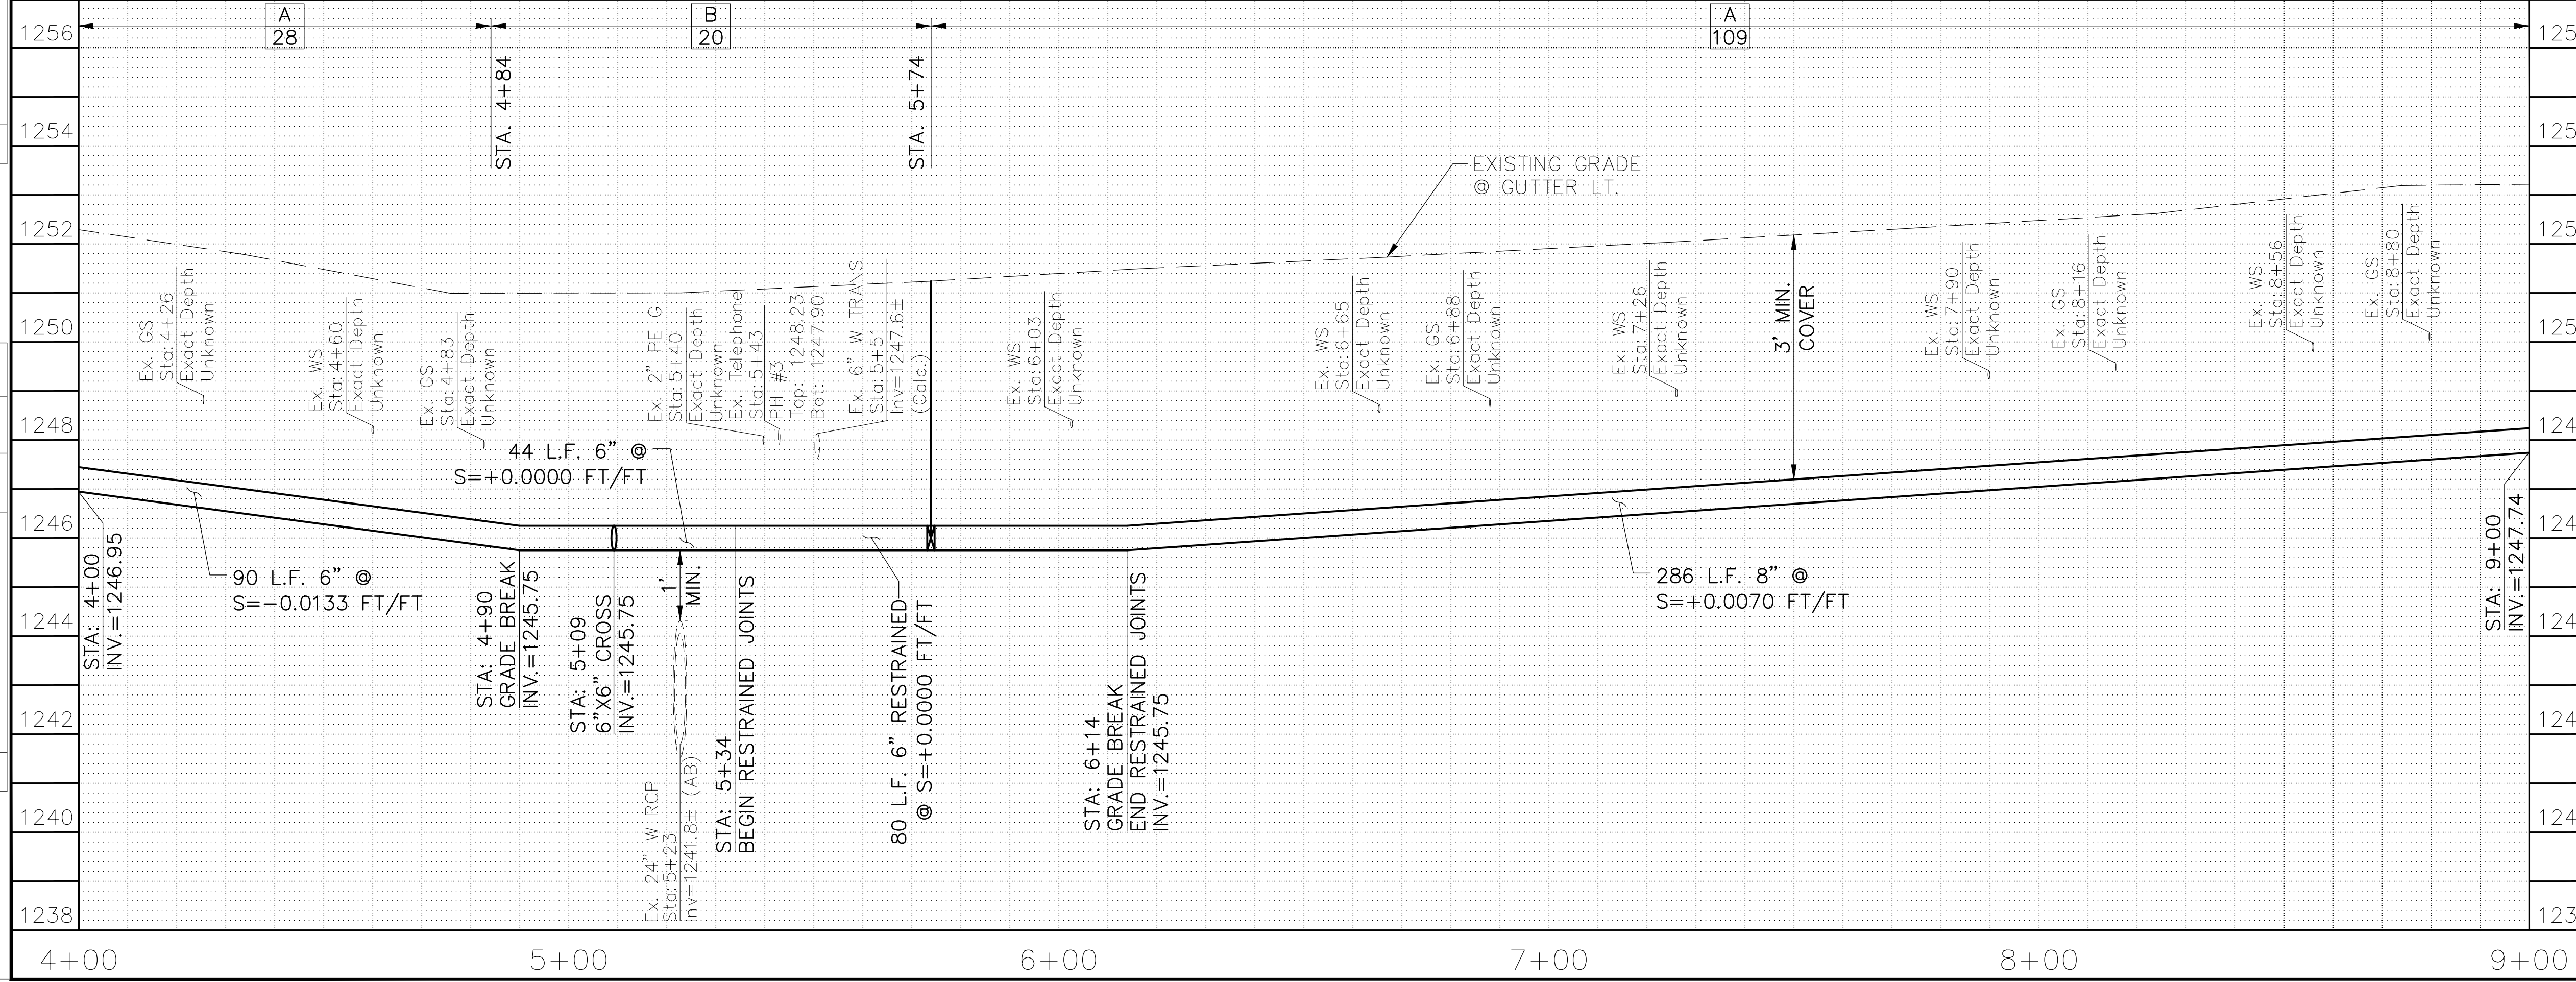 A
28
B
20
A
109
1256
1254
1252
1250
1248
1246
1244
1242
1240
1238
STA. 4+84
STA. 5+74
EXISTING GRADE
@ GUTTER LT.
Ex. GS
Sta:4+26
Exact Depth
Unknown
Ex. WS
Sta:4+60
Exact Depth
Unknown
Ex. GS
Sta:4+83
Exact Depth
Unknown
Ex. 2" PE G
Sta:5+40
Exact Depth
Unknown
Ex. Telephone
Sta:5+43
PH #3
Top: 1248.23
Bot: 1247.90
Ex. 6" W TRANS
Sta:5+51
Inv=1247.6±
(Calc.)
Ex. WS
Sta:6+03
Exact Depth
Unknown
Ex. WS
Sta:6+65
Exact Depth
Unknown
Ex. GS
Sta:6+88
Exact Depth
Unknown
Ex. WS
Sta:7+26
Exact Depth
Unknown
3' MIN.
COVER
Ex. WS
Sta:7+90
Exact Depth
Unknown
Ex. GS
Sta:8+16
Exact Depth
Unknown
Ex. WS
Sta:8+56
Exact Depth
Unknown
Ex. GS
Sta:8+80
Exact Depth
Unknown
44 L.F. 6" @
S=+0.0000 FT/FT
STA: 4+00
INV.=1246.95
90 L.F. 6" @
S=-0.0133 FT/FT
STA: 4+90
GRADE BREAK
INV.=1245.75
STA: 5+09
6"X6" CROSS
INV.=1245.75
1'
MIN.
Ex. 24" W RCP
Sta:5+23
Inv=1241.8± (AB)
STA: 5+34
BEGIN RESTRAINED JOINTS
80 L.F. 6" RESTRAINED
@ S=+0.0000 FT/FT
STA: 6+14
GRADE BREAK
END RESTRAINED JOINTS
INV.=1245.75
286 L.F. 8" @
S=+0.0070 FT/FT
STA: 9+00
INV.=1247.74
125
125
125
125
124
124
124
124
124
123
4+00
5+00
6+00
7+00
8+00
9+00